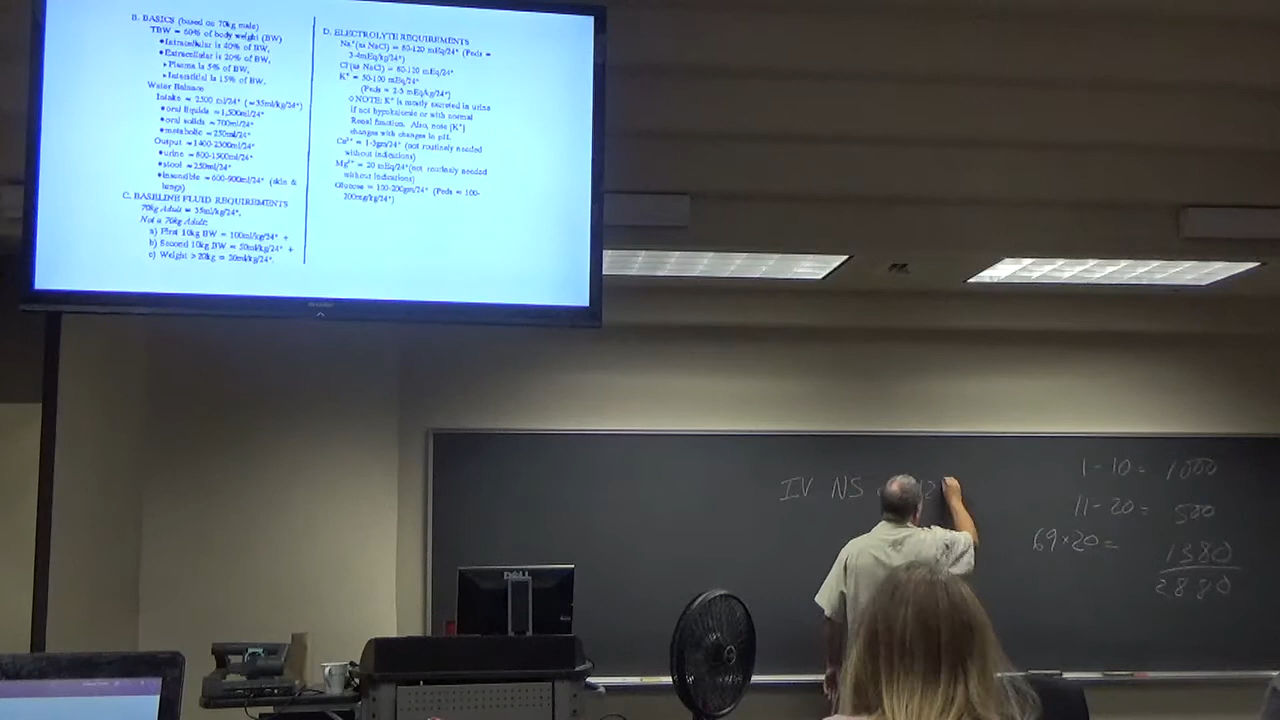 B. BASICS (based on 70kg male)
TBW = 60% of body weight (BW)
•Intracellular is 40% of BW,
•Extracellular is 20% of BW,
▸Plasma is 5% of BW,
▸Interstitial is 15% of BW.
Water Balance
Intake ≈ 2500 ml/24° (≈35ml/kg/24°)
•oral liquids ≈1,500ml/24°
•oral solids ≈700ml/24°
•metabolic ≈250ml/24°
Output ≈1400-2300ml/24°
•urine ≈800-1500ml/24°
•stool ≈250ml/24°
•insensible ≈600-900ml/24° (skin &
lungs)
C. BASELINE FLUID REQUIREMENTS
70kg Adult = 35ml/kg/24°.
Not a 70kg Adult:
a) First 10kg BW = 100ml/kg/24° +
b) Second 10kg BW = 50ml/kg/24° +
c) Weight >20kg = 20ml/kg/24°.
D. ELECTROLYTE REQUIREMENTS
Na⁺(as NaCl) = 80-120 mEq/24° (Peds =
3-4mEq/kg/24°)
Cl⁻(as NaCl) = 80-120 mEq/24°
K⁺ = 50-100 mEq/24°
(Peds = 2-3 mEq/kg/24°)
◇NOTE: K⁺ is mostly excreted in urine
if not hypokalemic or with normal
Renal function. Also, note [K⁺]
changes with changes in pH.
Ca²⁺ = 1-3gm/24° (not routinely needed
without indications)
Mg²⁺ = 20 mEq/24°(not routinely needed
without indications)
Glucose = 100-200gm/24° (Peds = 100-
200mg/kg/24°)
SHARP
IV NS 12
1-10 = 1000
11-20 = 500
69×20= 1380
2880
DELL